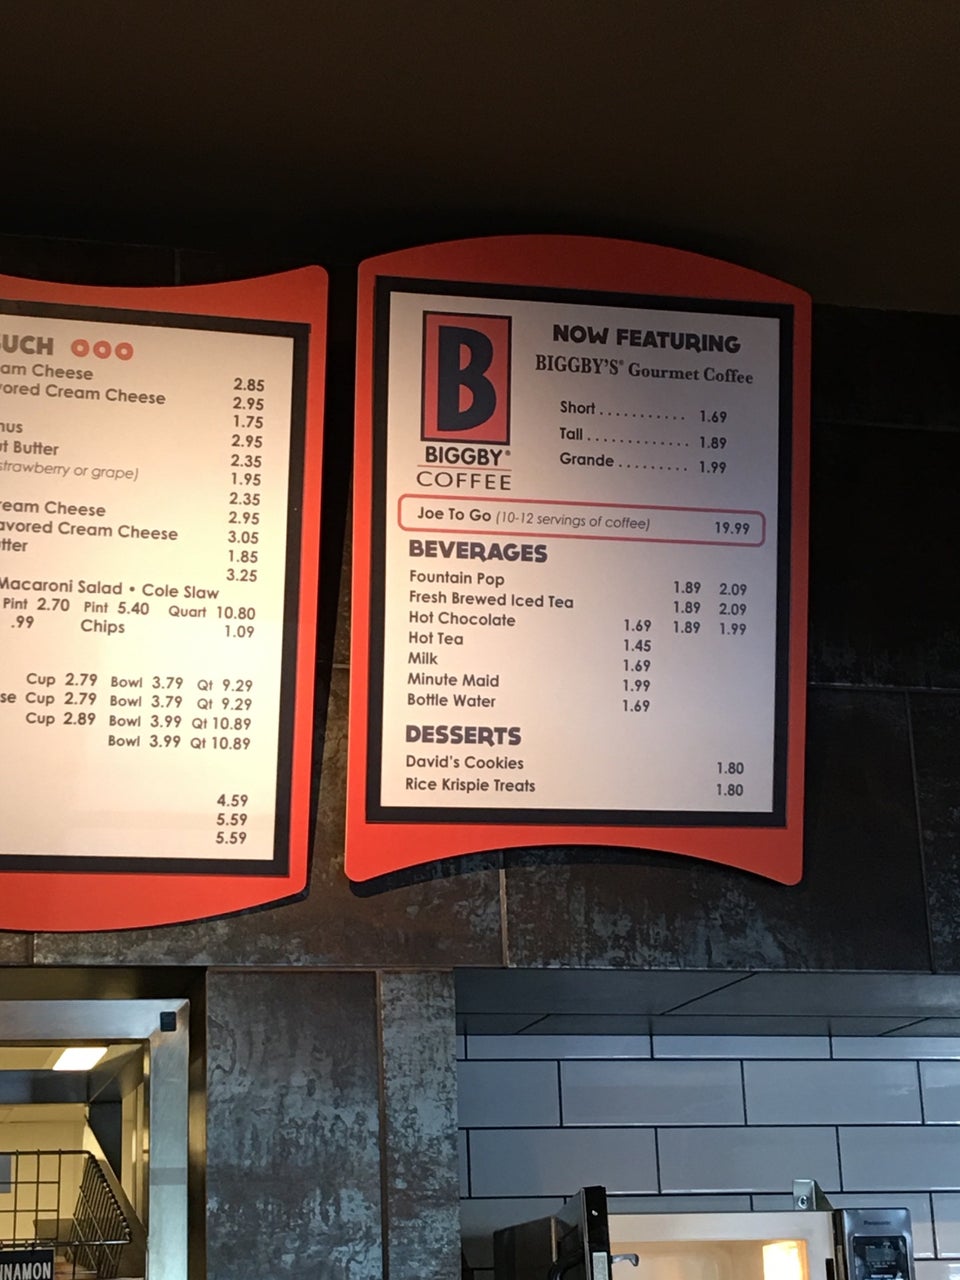 OOO
am Cheese 2.85
ored Cream Cheese 2.95
1.75
2.95
Butter 2.35
(strawberry or grape) 1.95
2.35
ream Cheese 2.95
avored Cream Cheese 3.05
1.85
3.25
Macaroni Salad • Cole Slaw
Pint 2.70 Pint 5.40 Quart 10.80
.99 Chips 1.09
Cup 2.79 Bowl 3.79 Qt 9.29
se Cup 2.79 Bowl 3.79 Qt 9.29
Cup 2.89 Bowl 3.99 Qt 10.89
Bowl 3.99 Qt 10.89
4.59
5.59
5.59
B
BIGGBY®
COFFEE
NOW FEATURING
BIGGBY'S® Gourmet Coffee
Short . . . . . . . . . . . 1.69
Tall . . . . . . . . . . . . . 1.89
Grande . . . . . . . . . 1.99
Joe To Go (10-12 servings of coffee) 19.99
BEVERAGES
Fountain Pop 1.89 2.09
Fresh Brewed Iced Tea 1.89 2.09
Hot Chocolate 1.69 1.89 1.99
Hot Tea 1.45
Milk 1.69
Minute Maid 1.99
Bottle Water 1.69
DESSERTS
David's Cookies 1.80
Rice Krispie Treats 1.80
NNAMON
Panasonic